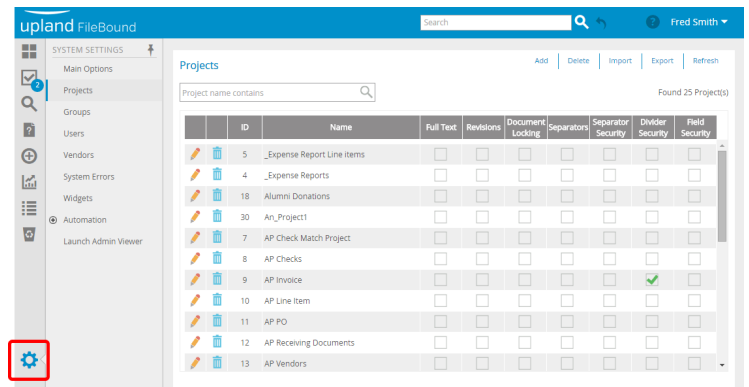 upland FileBound
Search
?
Fred Smith
SYSTEM SETTINGS
Main Options
Projects
Groups
Users
Vendors
System Errors
Widgets
Automation
Launch Admin Viewer
2
?
Projects
Add Delete Import Export Refresh
Project name contains
Found 25 Project(s)
ID Name Full Text Revisions Document Locking Separators Separator Security Divider Security Field Security
5 _Expense Report Line items
4 _Expense Reports
18 Alumni Donations
30 An_Project1
7 AP Check Match Project
8 AP Checks
9 AP Invoice
10 AP Line Item
11 AP PO
12 AP Receiving Documents
13 AP Vendors